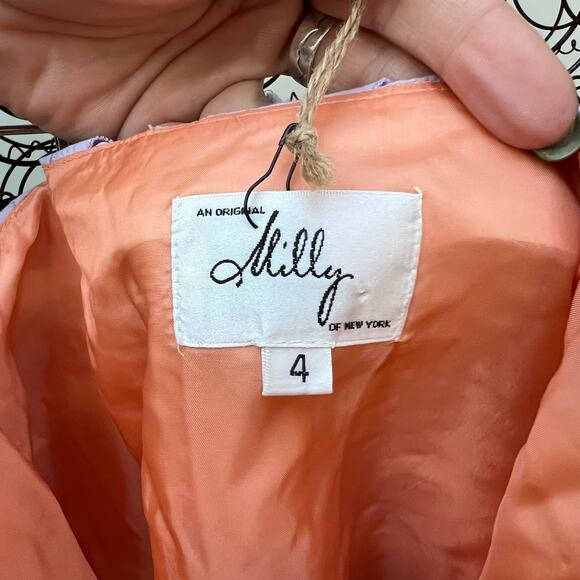 AN ORIGINAL
Milly
OF NEW YORK
4